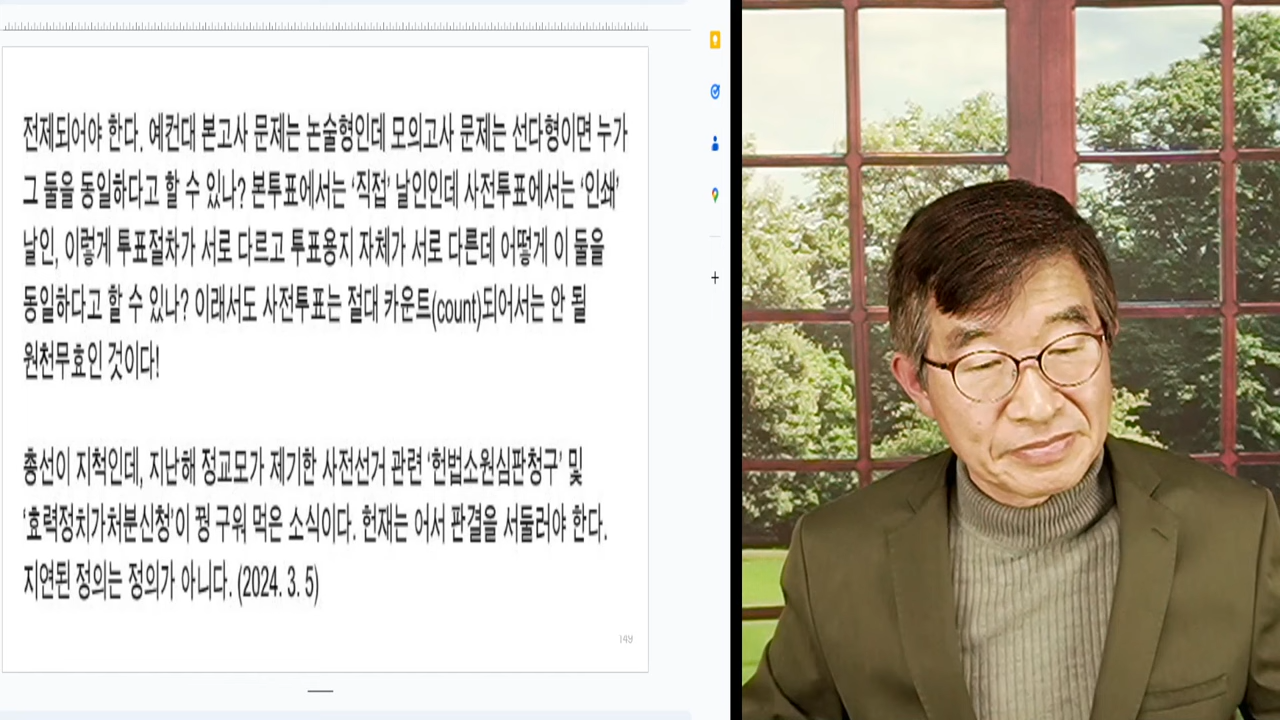 전제되어야 한다. 예컨대 본고사 문제는 논술형인데 모의고사 문제는 선다형이면 누가
그 둘을 동일하다고 할 수 있나? 본투표에서는 ‘직접’ 날인인데 사전투표에서는 ‘인쇄’
날인, 이렇게 투표절차가 서로 다르고 투표용지 자체가 서로 다른데 어떻게 이 둘을
동일하다고 할 수 있나? 이래서도 사전투표는 절대 카운트(count)되어서는 안 될
원천무효인 것이다!
총선이 지척인데, 지난해 정교모가 제기한 사전선거 관련 ‘헌법소원심판청구’ 및
‘효력정치가처분신청’이 꿩 구워 먹은 소식이다. 헌재는 어서 판결을 서둘러야 한다.
지연된 정의는 정의가 아니다. (2024. 3. 5)
149